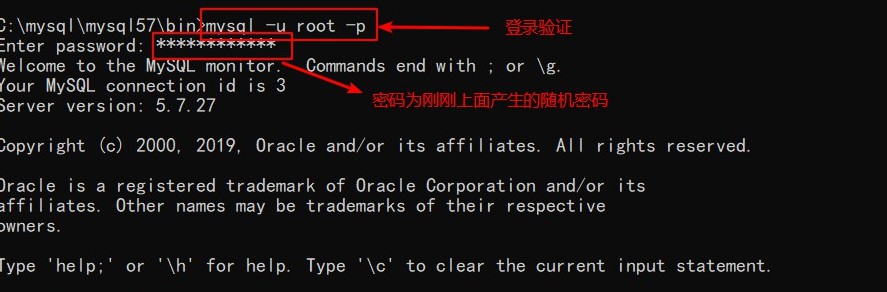 C:\mysql\mysql57\bin>mysql -u root -p
登录验证
Enter password: ************
Welcome to the MySQL monitor.  Commands end with ; or \g.
Your MySQL connection id is 3
密码为刚刚上面产生的随机密码
Server version: 5.7.27
Copyright (c) 2000, 2019, Oracle and/or its affiliates. All rights reserved.
Oracle is a registered trademark of Oracle Corporation and/or its
affiliates. Other names may be trademarks of their respective
owners.
Type 'help;' or '\h' for help. Type '\c' to clear the current input statement.